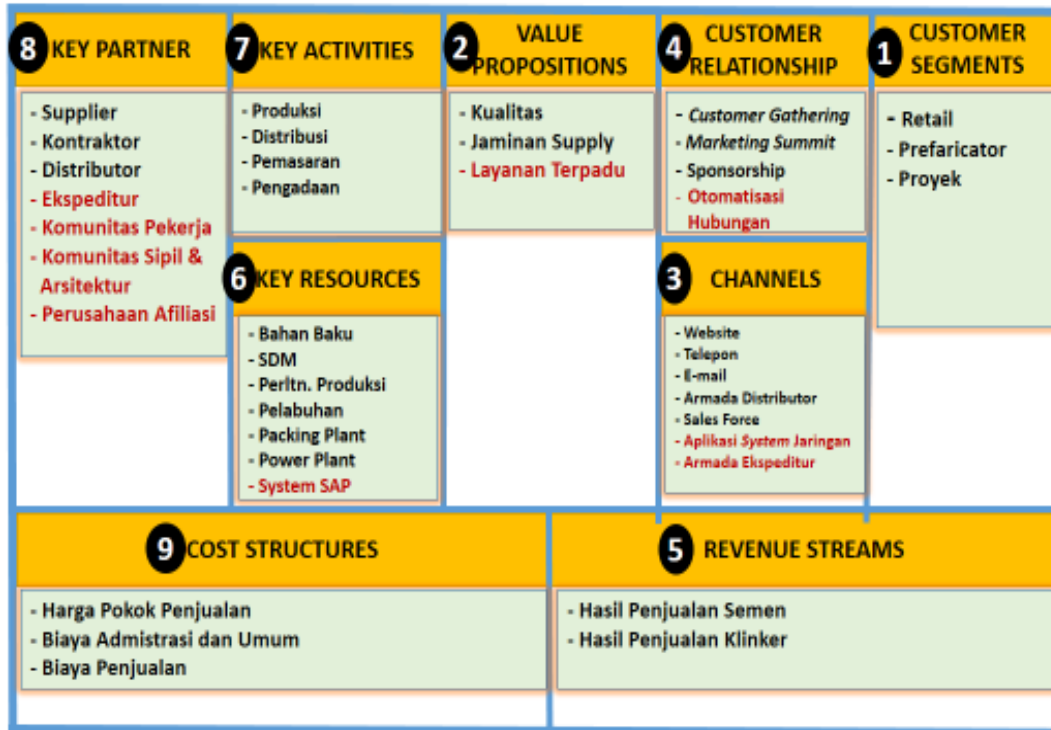 8 KEY PARTNER
- Supplier
- Kontraktor
- Distributor
- Ekspeditur
- Komunitas Pekerja
- Komunitas Sipil &
Arsitektur
- Perusahaan Afiliasi
7 KEY ACTIVITIES
- Produksi
- Distribusi
- Pemasaran
- Pengadaan
6 KEY RESOURCES
- Bahan Baku
- SDM
- Perltn. Produksi
- Pelabuhan
- Packing Plant
- Power Plant
- System SAP
2 VALUE
PROPOSITIONS
- Kualitas
- Jaminan Supply
- Layanan Terpadu
4 CUSTOMER
RELATIONSHIP
- Customer Gathering
- Marketing Summit
- Sponsorship
- Otomatisasi
Hubungan
3 CHANNELS
- Website
- Telepon
- E-mail
- Armada Distributor
- Sales Force
- Aplikasi System Jaringan
- Armada Ekspeditur
1 CUSTOMER
SEGMENTS
- Retail
- Prefaricator
- Proyek
9 COST STRUCTURES
- Harga Pokok Penjualan
- Biaya Admistrasi dan Umum
- Biaya Penjualan
5 REVENUE STREAMS
- Hasil Penjualan Semen
- Hasil Penjualan Klinker